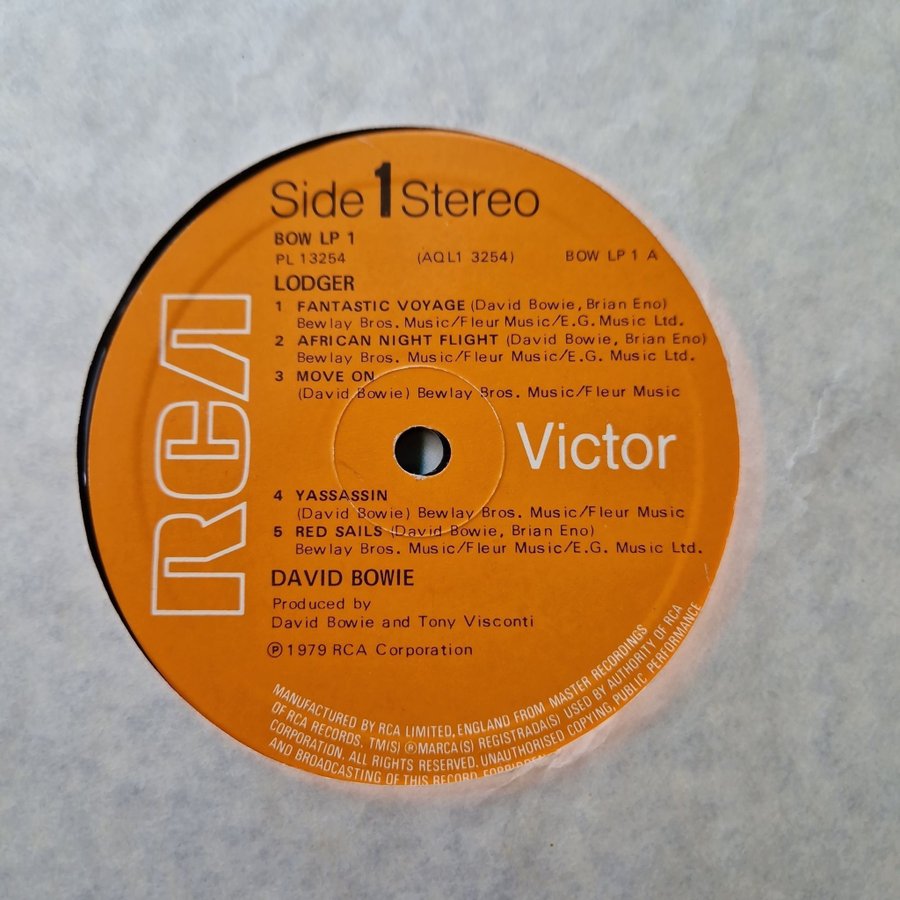 Side 1 Stereo
BOW LP 1
PL 13254 (AQL1 3254) BOW LP 1 A
LODGER
1 FANTASTIC VOYAGE (David Bowie, Brian Eno)
Bewlay Bros. Music/Fleur Music/E.G. Music Ltd.
2 AFRICAN NIGHT FLIGHT (David Bowie, Brian Eno)
Bewlay Bros. Music/Fleur Music/E.G. Music Ltd.
3 MOVE ON
(David Bowie) Bewlay Bros. Music/Fleur Music
RCA
Victor
4 YASSASSIN
(David Bowie) Bewlay Bros. Music/Fleur Music
5 RED SAILS (David Bowie, Brian Eno)
Bewlay Bros. Music/Fleur Music/E.G. Music Ltd.
DAVID BOWIE
Produced by
David Bowie and Tony Visconti
Ⓟ 1979 RCA Corporation
MANUFACTURED BY RCA LIMITED, ENGLAND FROM MASTER RECORDINGS
OF RCA RECORDS. TM(S) ® MARCA(S) REGISTRADA(S) USED BY AUTHORITY OF RCA
CORPORATION. ALL RIGHTS RESERVED. UNAUTHORISED COPYING, PUBLIC PERFORMANCE
AND BROADCASTING OF THIS RECORD